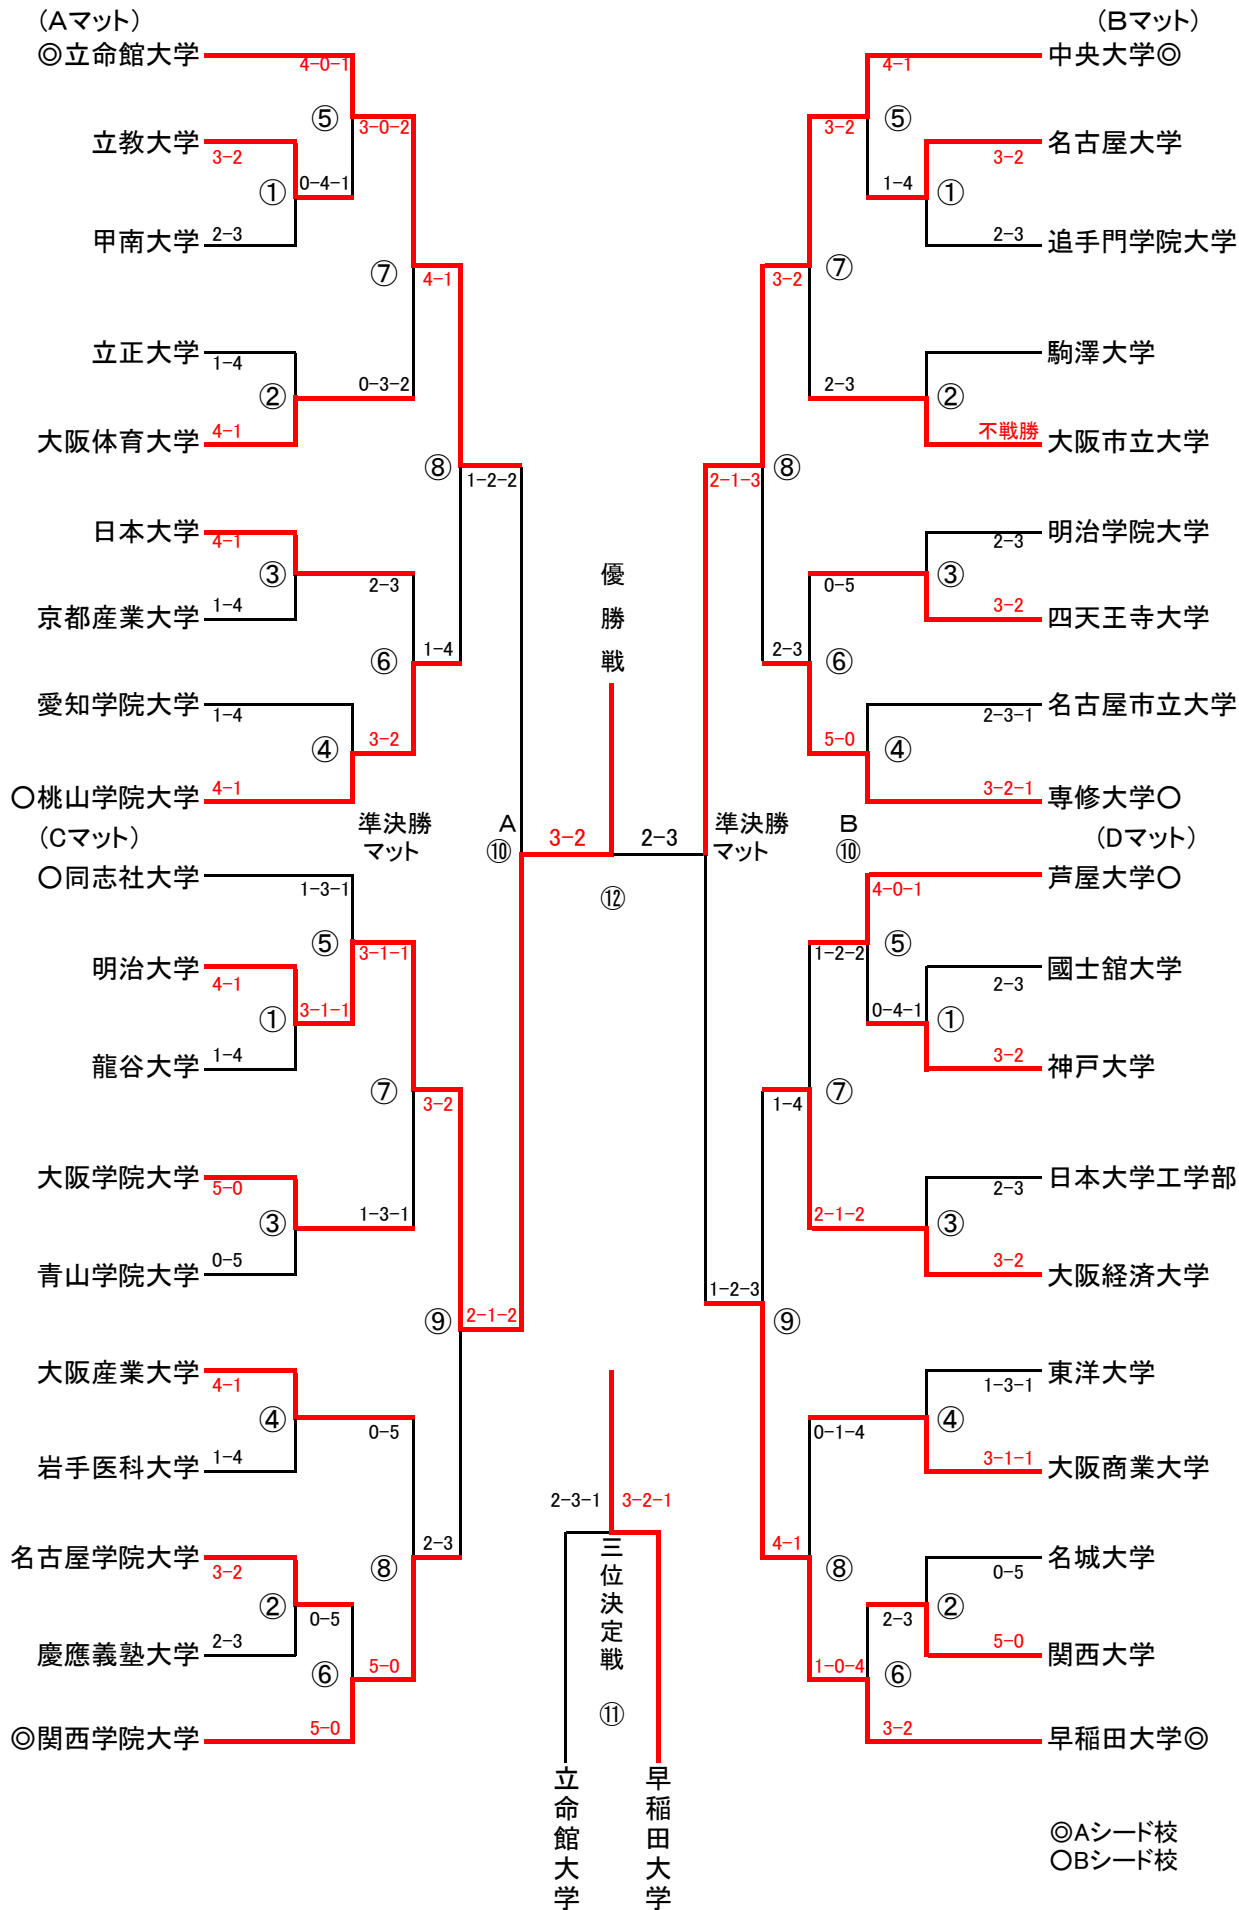 (Aマット)
◎立命館大学
4-0-1
⑤
3-0-2
立教大学
3-2
①
0-4-1
甲南大学
2-3
⑦
4-1
立正大学
1-4
②
0-3-2
大阪体育大学
4-1
⑧
1-2-2
日本大学
4-1
③
2-3
京都産業大学
1-4
⑥
1-4
愛知学院大学
1-4
④
3-2
○桃山学院大学
4-1
(Bマット)
中央大学◎
4-1
⑤
3-2
名古屋大学
3-2
①
1-4
追手門学院大学
2-3
⑦
3-2
駒澤大学
②
2-3
大阪市立大学
不戦勝
⑧
2-1-3
明治学院大学
2-3
③
0-5
四天王寺大学
3-2
⑥
2-3
名古屋市立大学
2-3-1
④
5-0
専修大学○
3-2-1
優勝戦
準決勝 A
マット ⑩
3-2
2-3
⑫
準決勝 B
マット ⑩
(Cマット)
○同志社大学
1-3-1
⑤
3-1-1
明治大学
4-1
①
3-1-1
龍谷大学
1-4
⑦
3-2
大阪学院大学
5-0
③
1-3-1
青山学院大学
0-5
⑨
2-1-2
大阪産業大学
4-1
④
0-5
岩手医科大学
1-4
⑧
2-3
名古屋学院大学
3-2
②
0-5
慶應義塾大学
2-3
⑥
5-0
◎関西学院大学
5-0
(Dマット)
芦屋大学○
4-0-1
⑤
1-2-2
國士舘大学
2-3
①
0-4-1
神戸大学
3-2
⑦
1-4
日本大学工学部
2-3
③
2-1-2
大阪経済大学
3-2
⑨
1-2-3
東洋大学
1-3-1
④
0-1-4
大阪商業大学
3-1-1
⑧
4-1
名城大学
0-5
②
2-3
関西大学
5-0
⑥
1-0-4
早稲田大学◎
3-2
2-3-1
3-2-1
三位決定戦
⑪
立命館大学
早稲田大学
◎Aシード校
○Bシード校